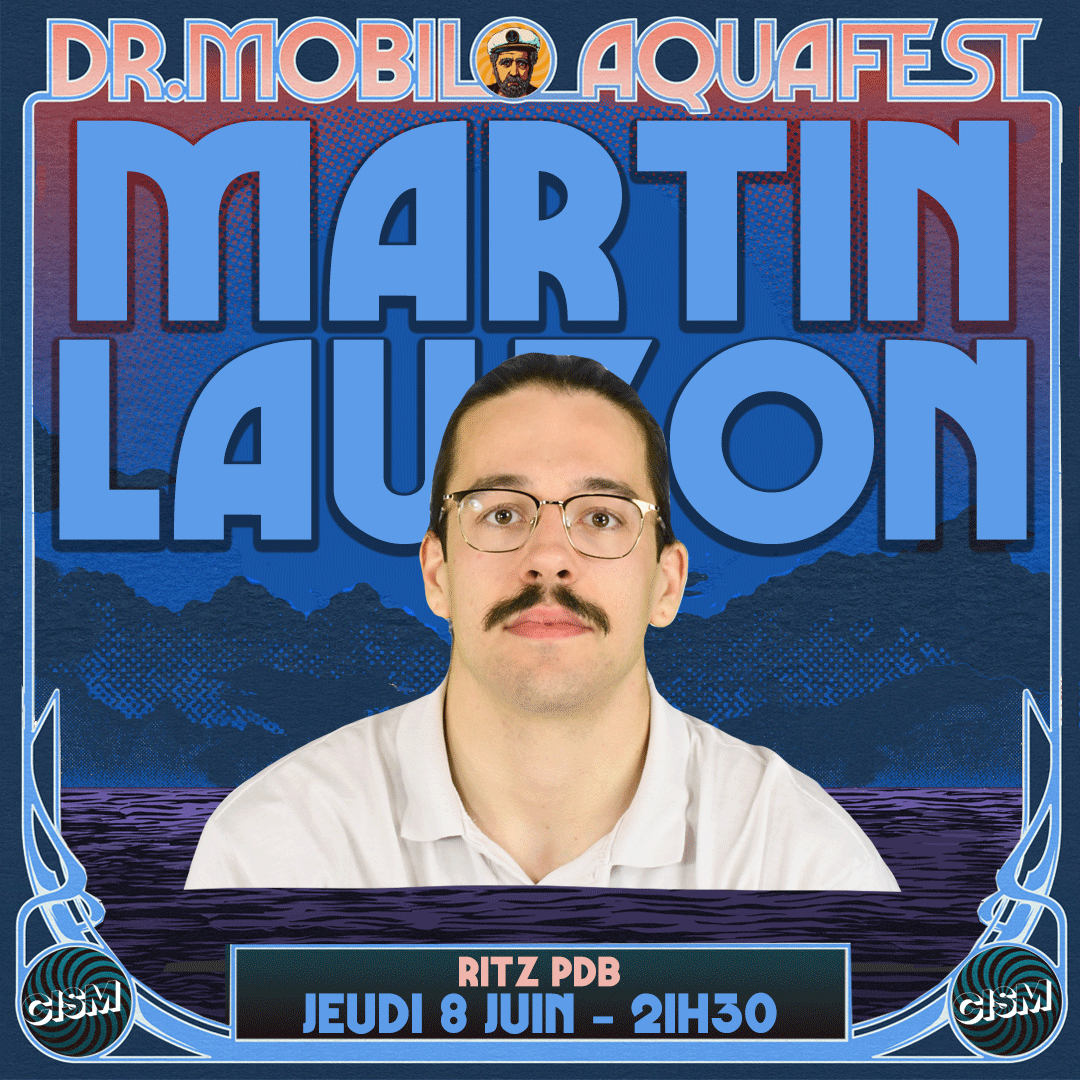 DR.MOBILO AQUAFEST
MARTIN
LAUZON
RITZ PDB
JEUDI 8 JUIN - 21H30
CISM
CISM